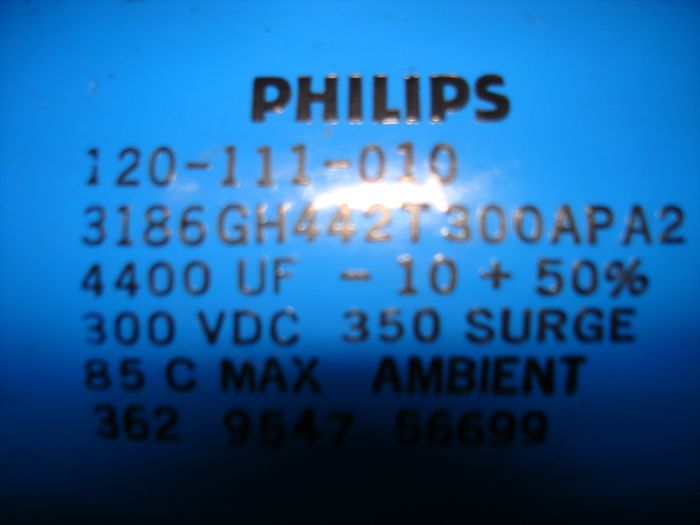 PHILIPS
120-111-010
3186GH442T300APA2
4400 UF - 10 + 50%
300 VDC 350 SURGE
85 C MAX AMBIENT
362 9547 56699